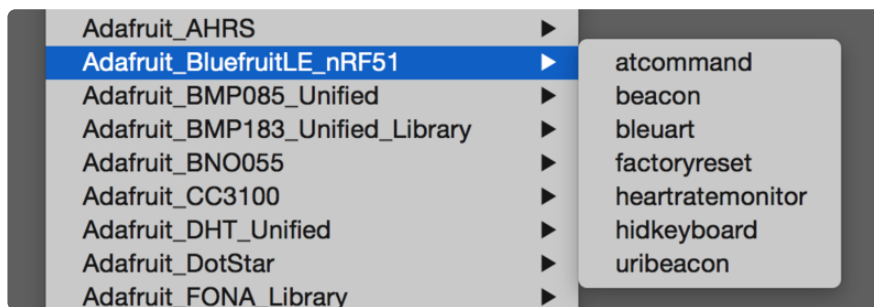 Adafruit_AHRS
Adafruit_BluefruitLE_nRF51
Adafruit_BMP085_Unified
Adafruit_BMP183_Unified_Library
Adafruit_BNO055
Adafruit_CC3100
Adafruit_DHT_Unified
Adafruit_DotStar
Adafruit_FONA_Library
atcommand
beacon
bleuart
factoryreset
heartratemonitor
hidkeyboard
uribeacon